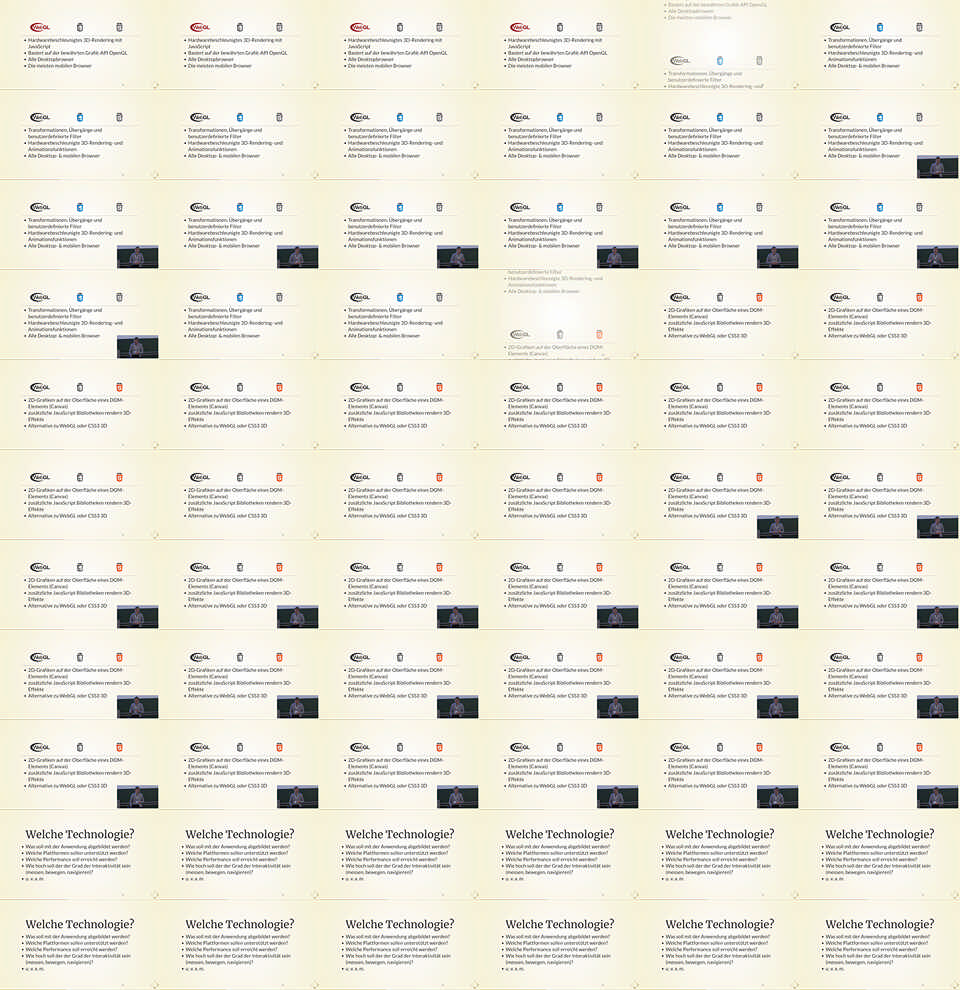 WebGL
• Hardwarebeschleunigtes 3D-Rendering mit
JavaScript
• Basiert auf der bewährten Grafik-API OpenGL
• Alle Desktopbrowser
• Die meisten mobilen Browser
WebGL
• Transformationen, Übergänge und
benutzerdefinierte Filter
• Hardwarebeschleunigte 3D-Rendering- und
Animationsfunktionen
• Alle Desktop- & mobilen Browser
WebGL
• 2D-Grafiken auf der Oberfläche eines DOM-
Elements (Canvas)
• zusätzliche JavaScript Bibliotheken rendern 3D-
Effekte
• Alternative zu WebGL oder CSS3 3D
Welche Technologie?
• Was soll mit der Anwendung abgebildet werden?
• Welche Plattformen sollen unterstützt werden?
• Welche Performance soll erreicht werden?
• Wie hoch soll der der Grad der Interaktivität sein
(messen, bewegen, navigieren)?
• u. v. a. m.